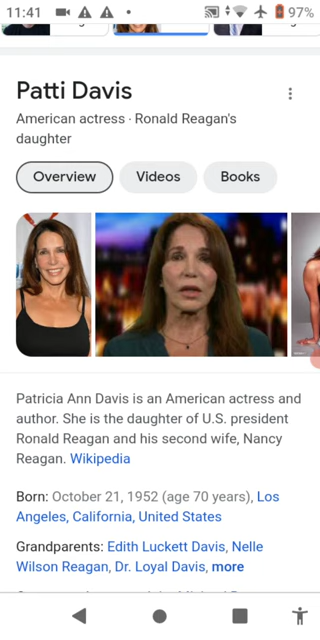 11:41
97%
Patti Davis
American actress · Ronald Reagan's
daughter
Overview
Videos
Books
Patricia Ann Davis is an American actress and
author. She is the daughter of U.S. president
Ronald Reagan and his second wife, Nancy
Reagan. Wikipedia
Born: October 21, 1952 (age 70 years), Los
Angeles, California, United States
Grandparents: Edith Luckett Davis, Nelle
Wilson Reagan, Dr. Loyal Davis, more